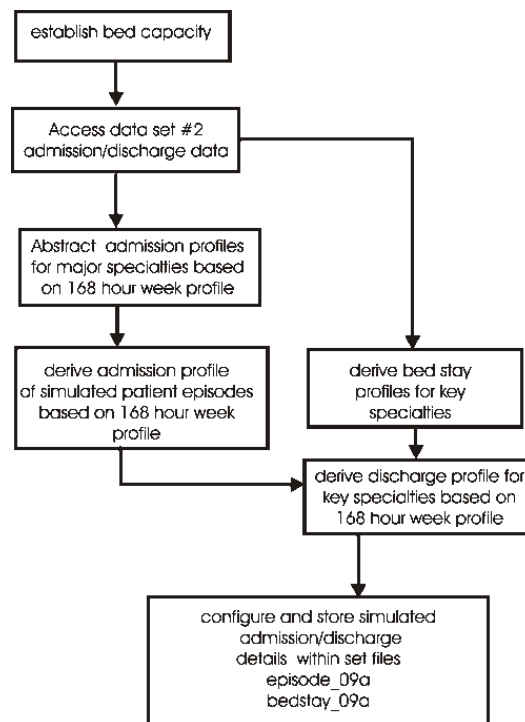 establish bed capacity
Access data set #2
admission/discharge data
Abstract admission profiles
for major specialties based
on 168 hour week profile
derive admission profile
of simulated patient episodes
based on 168 hour week
profile
derive bed stay
profiles for key
specialties
derive discharge profile for
key specialties based on
168 hour week profile
configure and store simulated
admission/discharge
details within set files
episode_09a
bedstay_09a